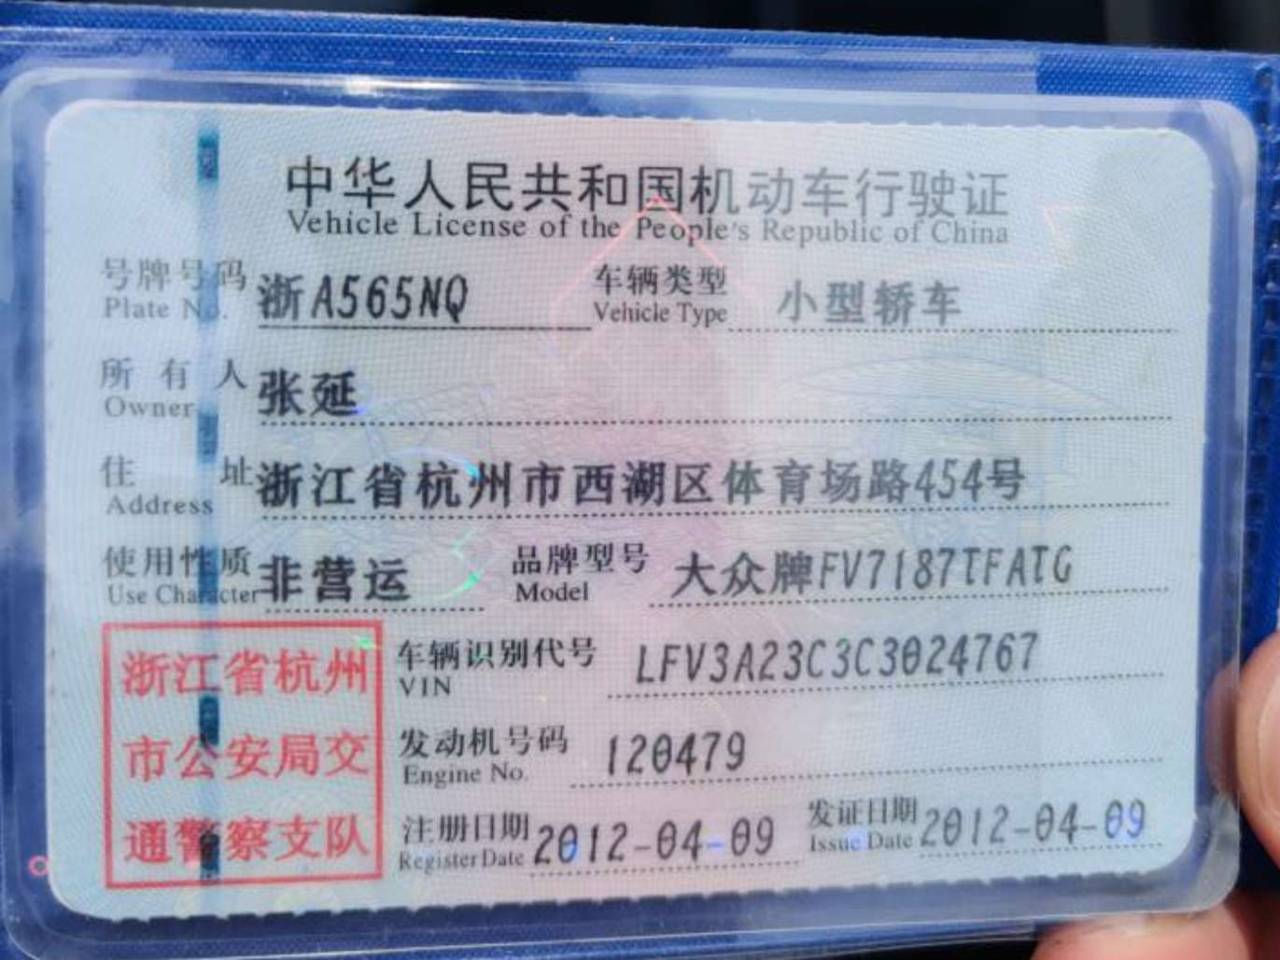 中华人民共和国机动车行驶证
Vehicle License of the People's Republic of China
号牌号码 浙A565NQ 车辆类型 小型轿车
Plate No. Vehicle Type
所有人 张延
Owner
住址 浙江省杭州市西湖区体育场路454号
Address
使用性质 非营运 品牌型号 大众牌FV7187TFATG
Use Character Model
浙江省杭州
市公安局交
通警察支队
车辆识别代号 LFV3A23C3C3024767
VIN
发动机号码 120479
Engine No.
注册日期 2012-04-09 发证日期 2012-04-09
Register Date Issue Date